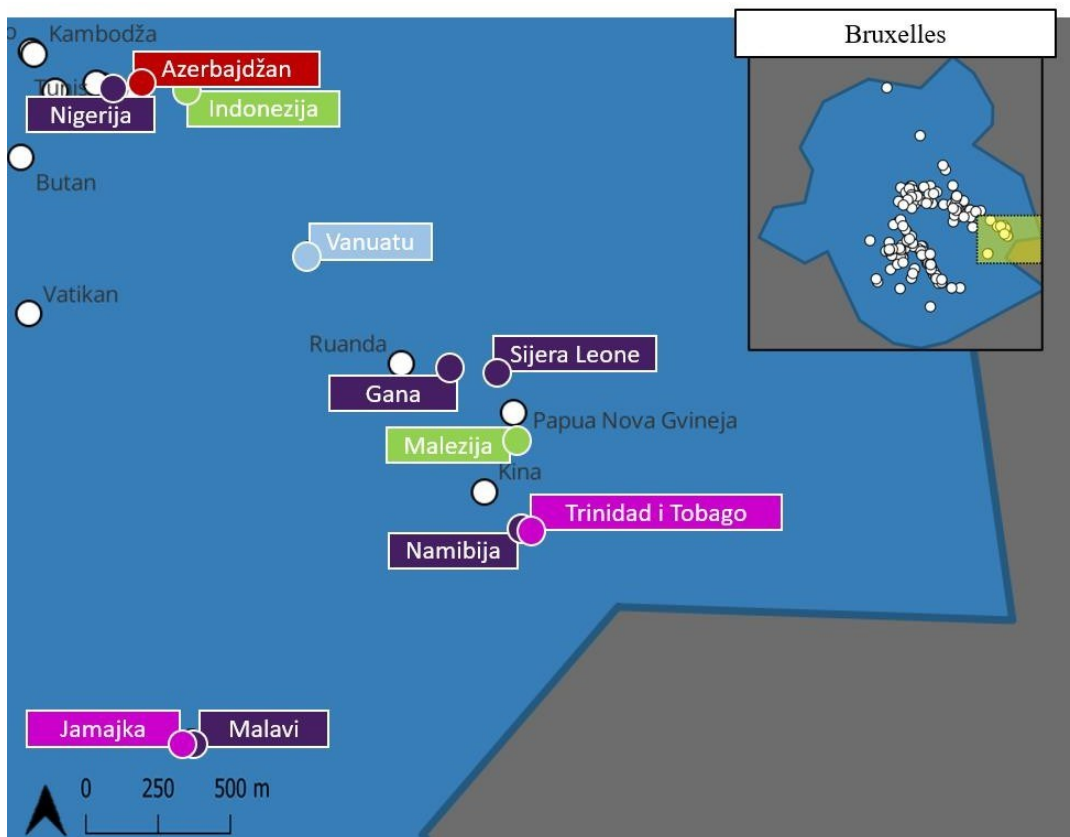 Bruxelles
Kambodža
Azerbajdžan
Tunis
Nigerija
Indonezija
Butan
Vanuatu
Vatikan
Ruanda
Sijera Leone
Gana
Papua Nova Gvineja
Malezija
Kina
Trinidad i Tobago
Namibija
Jamajka
Malavi
0 250 500 m